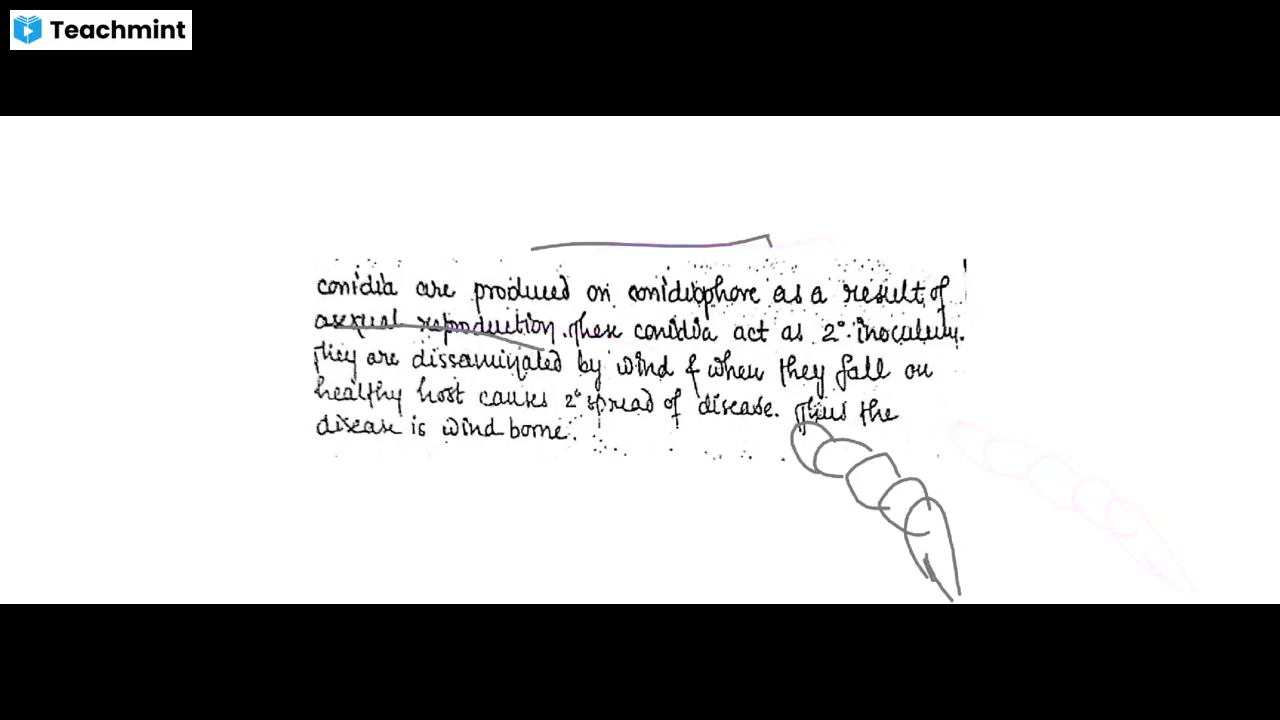 Teachmint
conidia are produced on conidiophore as a result of
asexual reproduction. These conidia act as 2° inoculum.
They are dissaminated by wind & when they fall on
healthy host causes 2° spread of disease. Thus the
disease is wind borne.